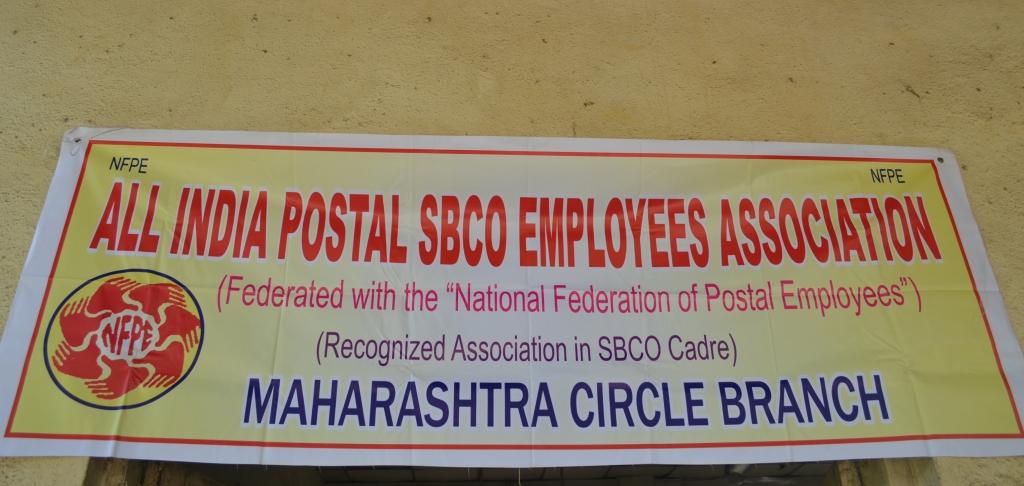 NFPE
NFPE
ALL INDIA POSTAL SBCO EMPLOYEES ASSOCIATION
(Federated with the “National Federation of Postal Employees”)
NFPE
(Recognized Association in SBCO Cadre)
MAHARASHTRA CIRCLE BRANCH